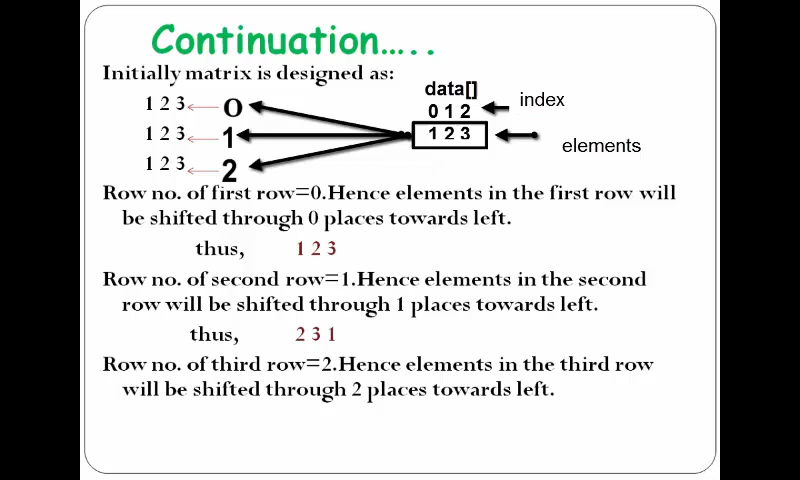 Continuation…..
Initially matrix is designed as:
data[]
1 2 3 0
0 1 2 index
1 2 3 1
1 2 3
elements
1 2 3 2
Row no. of first row=0.Hence elements in the first row will
be shifted through 0 places towards left.
thus, 1 2 3
Row no. of second row=1.Hence elements in the second
row will be shifted through 1 places towards left.
thus, 2 3 1
Row no. of third row=2.Hence elements in the third row
will be shifted through 2 places towards left.